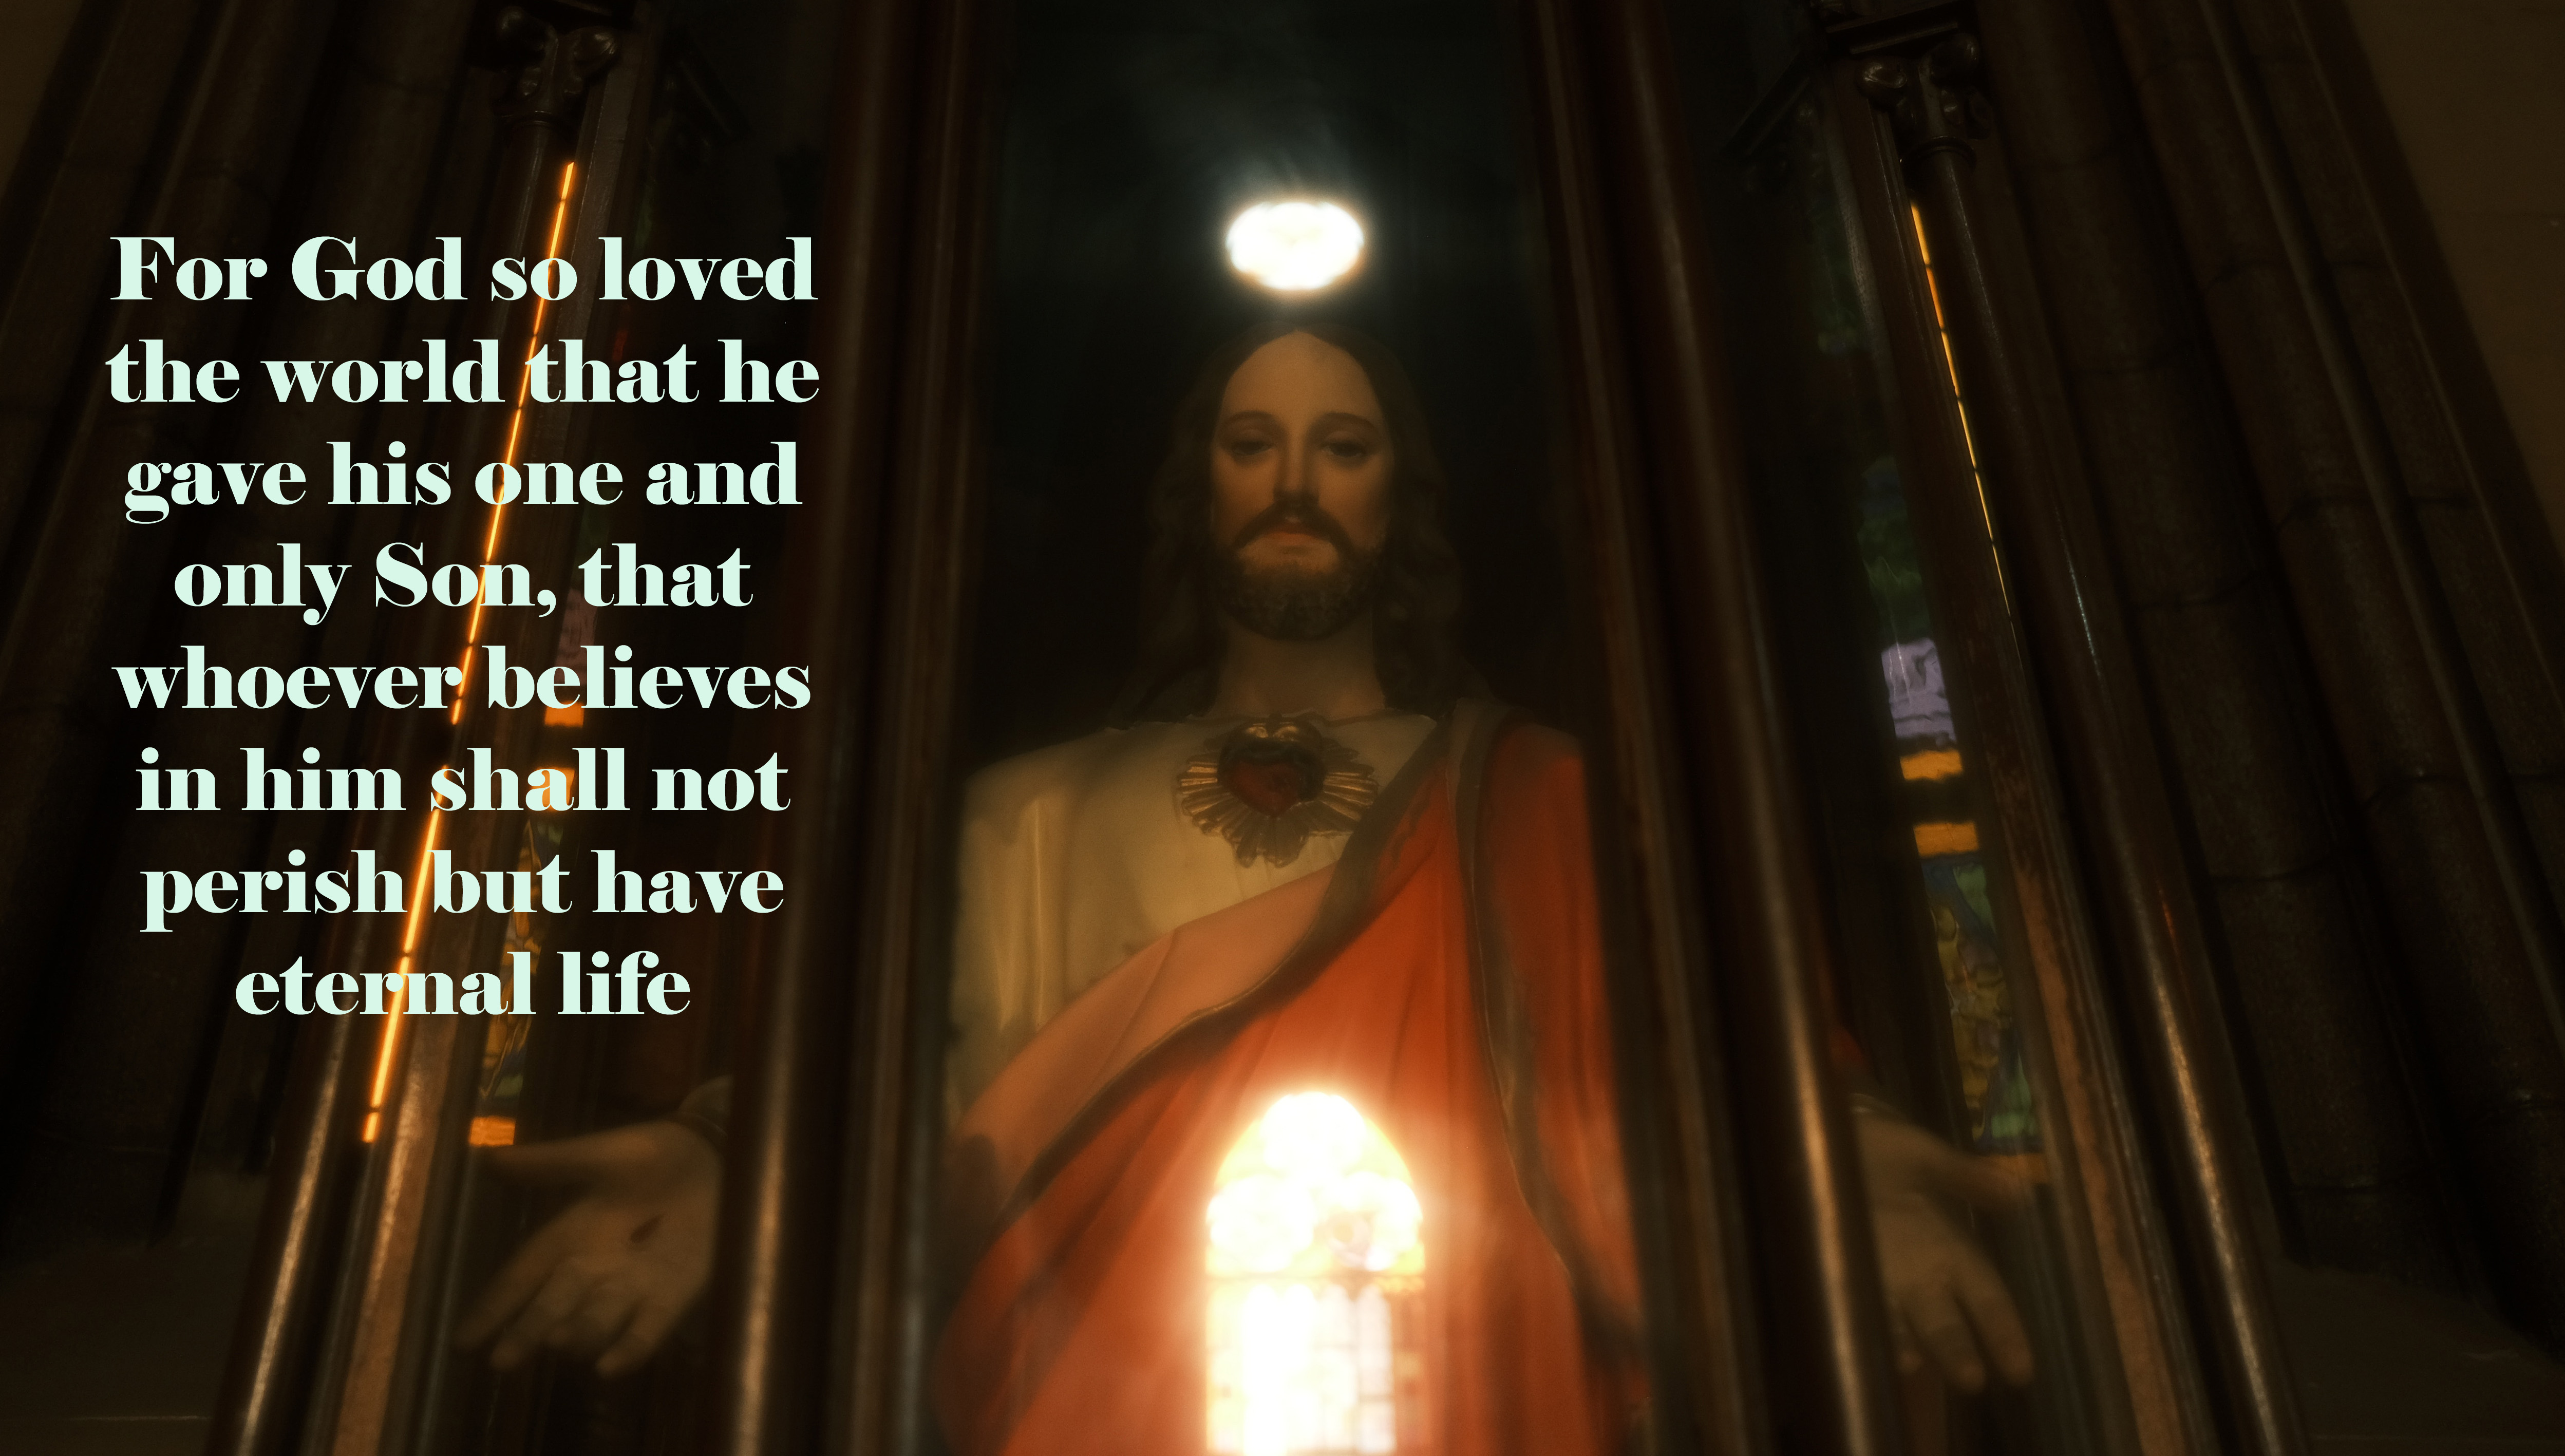 For God so loved
the world that he
gave his one and
only Son, that
whoever believes
in him shall not
perish but have
eternal life